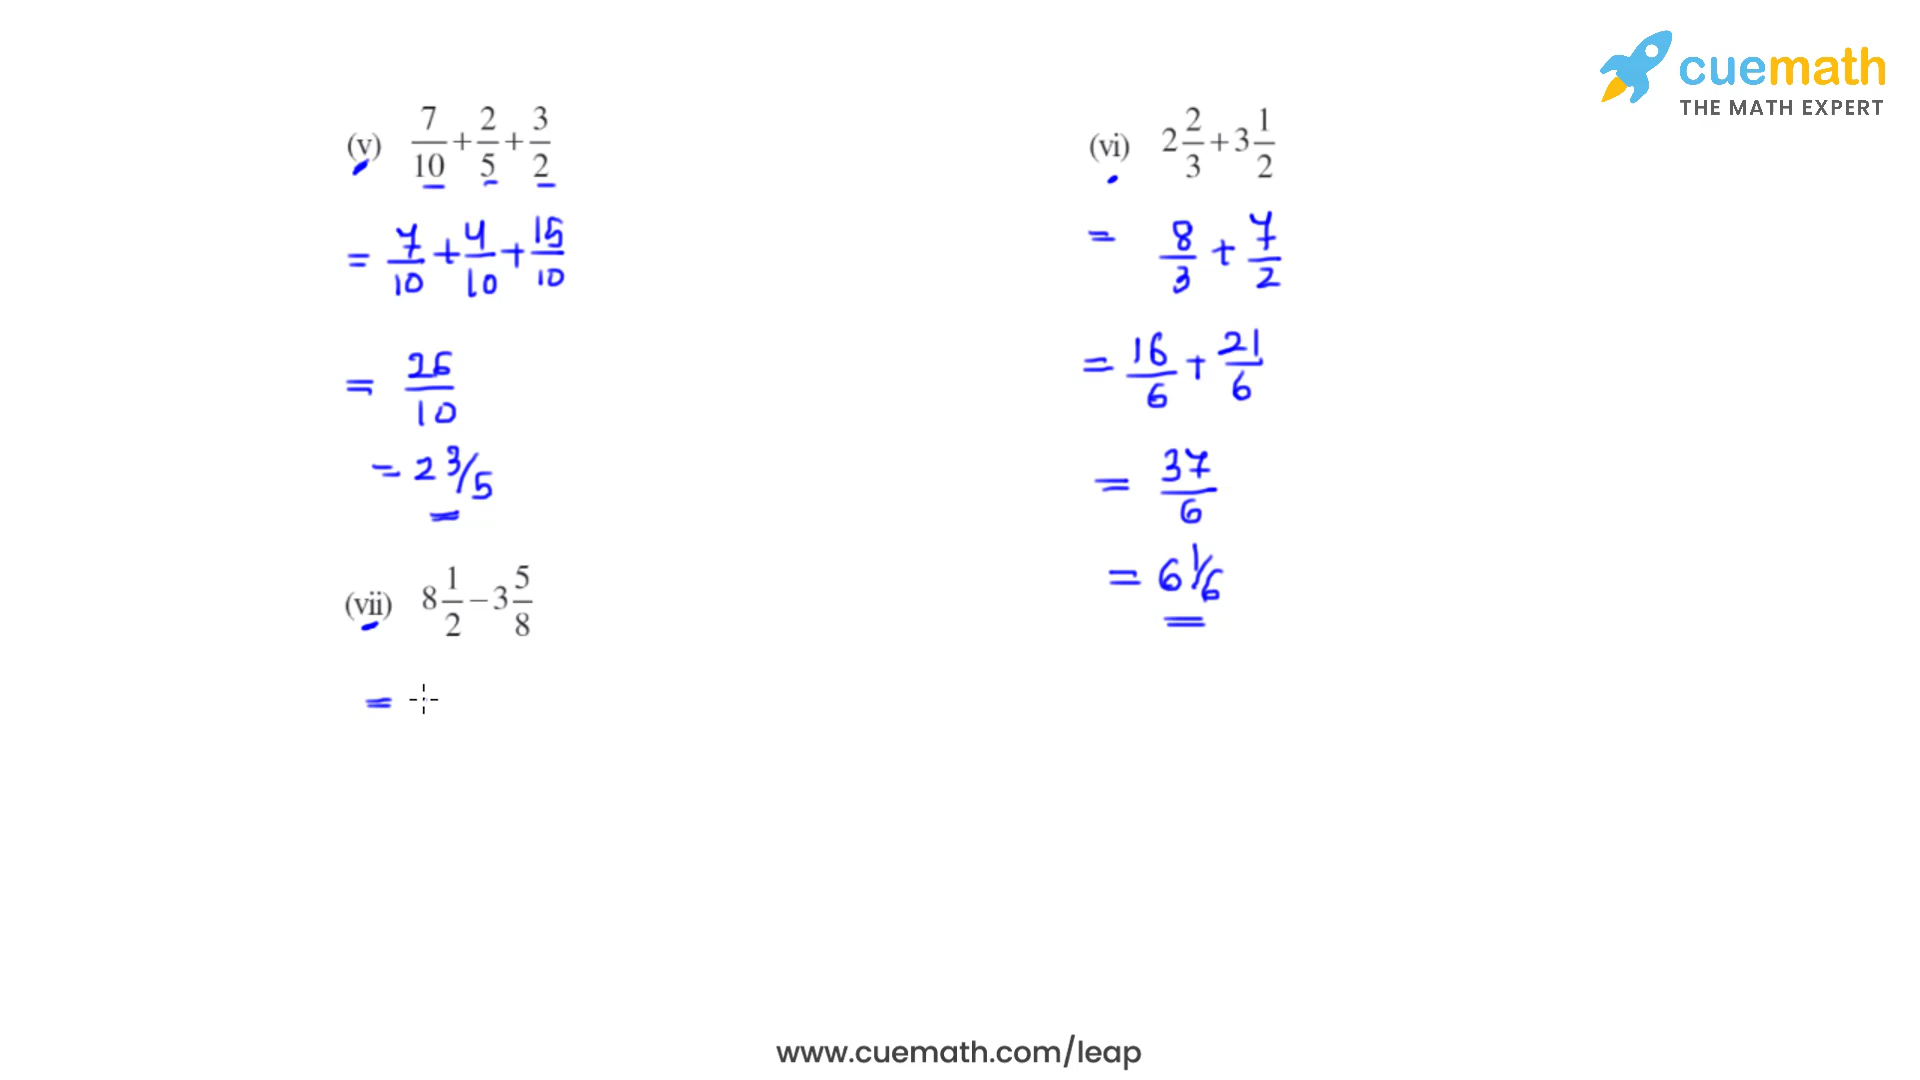 cuemath
THE MATH EXPERT
(v) 7/10 + 2/5 + 3/2
= 7/10 + 4/10 + 15/10
= 26/10
= 2 3/5
(vi) 2 2/3 + 3 1/2
= 8/3 + 7/2
= 16/6 + 21/6
= 37/6
= 6 1/6
(vii) 8 1/2 − 3 5/8
=
www.cuemath.com/leap